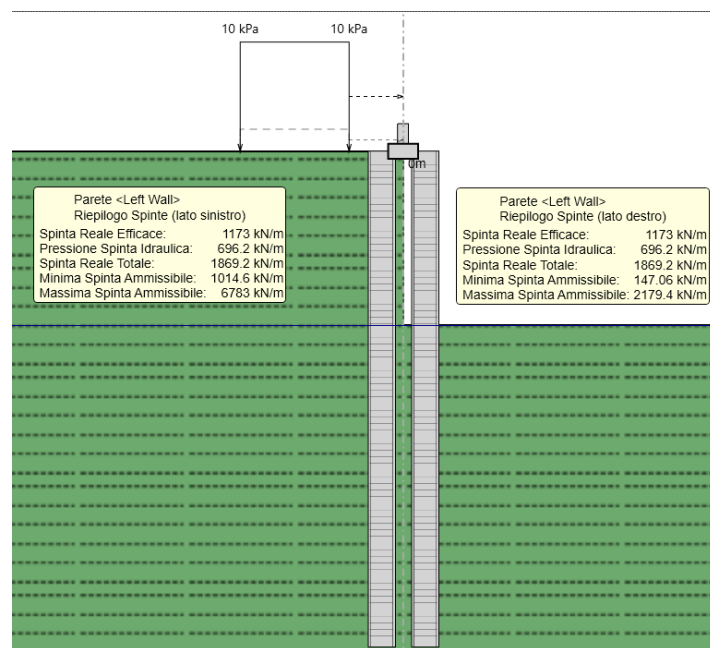 10 kPa 10 kPa
0m
Parete <Left Wall>
Riepilogo Spinte (lato sinistro)
Spinta Reale Efficace: 1173 kN/m
Pressione Spinta Idraulica: 696.2 kN/m
Spinta Reale Totale: 1869.2 kN/m
Minima Spinta Ammissibile: 1014.6 kN/m
Massima Spinta Ammissibile: 6783 kN/m
Parete <Left Wall>
Riepilogo Spinte (lato destro)
Spinta Reale Efficace: 1173 kN/m
Pressione Spinta Idraulica: 696.2 kN/m
Spinta Reale Totale: 1869.2 kN/m
Minima Spinta Ammissibile: 147.06 kN/m
Massima Spinta Ammissibile: 2179.4 kN/m